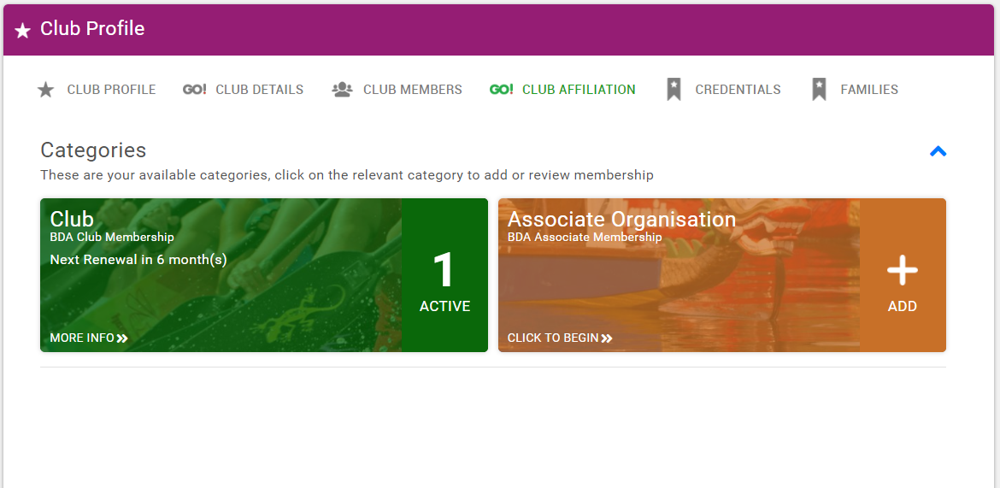 Club Profile
CLUB PROFILE GO! CLUB DETAILS CLUB MEMBERS GO! CLUB AFFILIATION CREDENTIALS FAMILIES
Categories
These are your available categories, click on the relevant category to add or review membership
Club
BDA Club Membership
Next Renewal in 6 month(s)
1
ACTIVE
MORE INFO
Associate Organisation
BDA Associate Membership
ADD
CLICK TO BEGIN